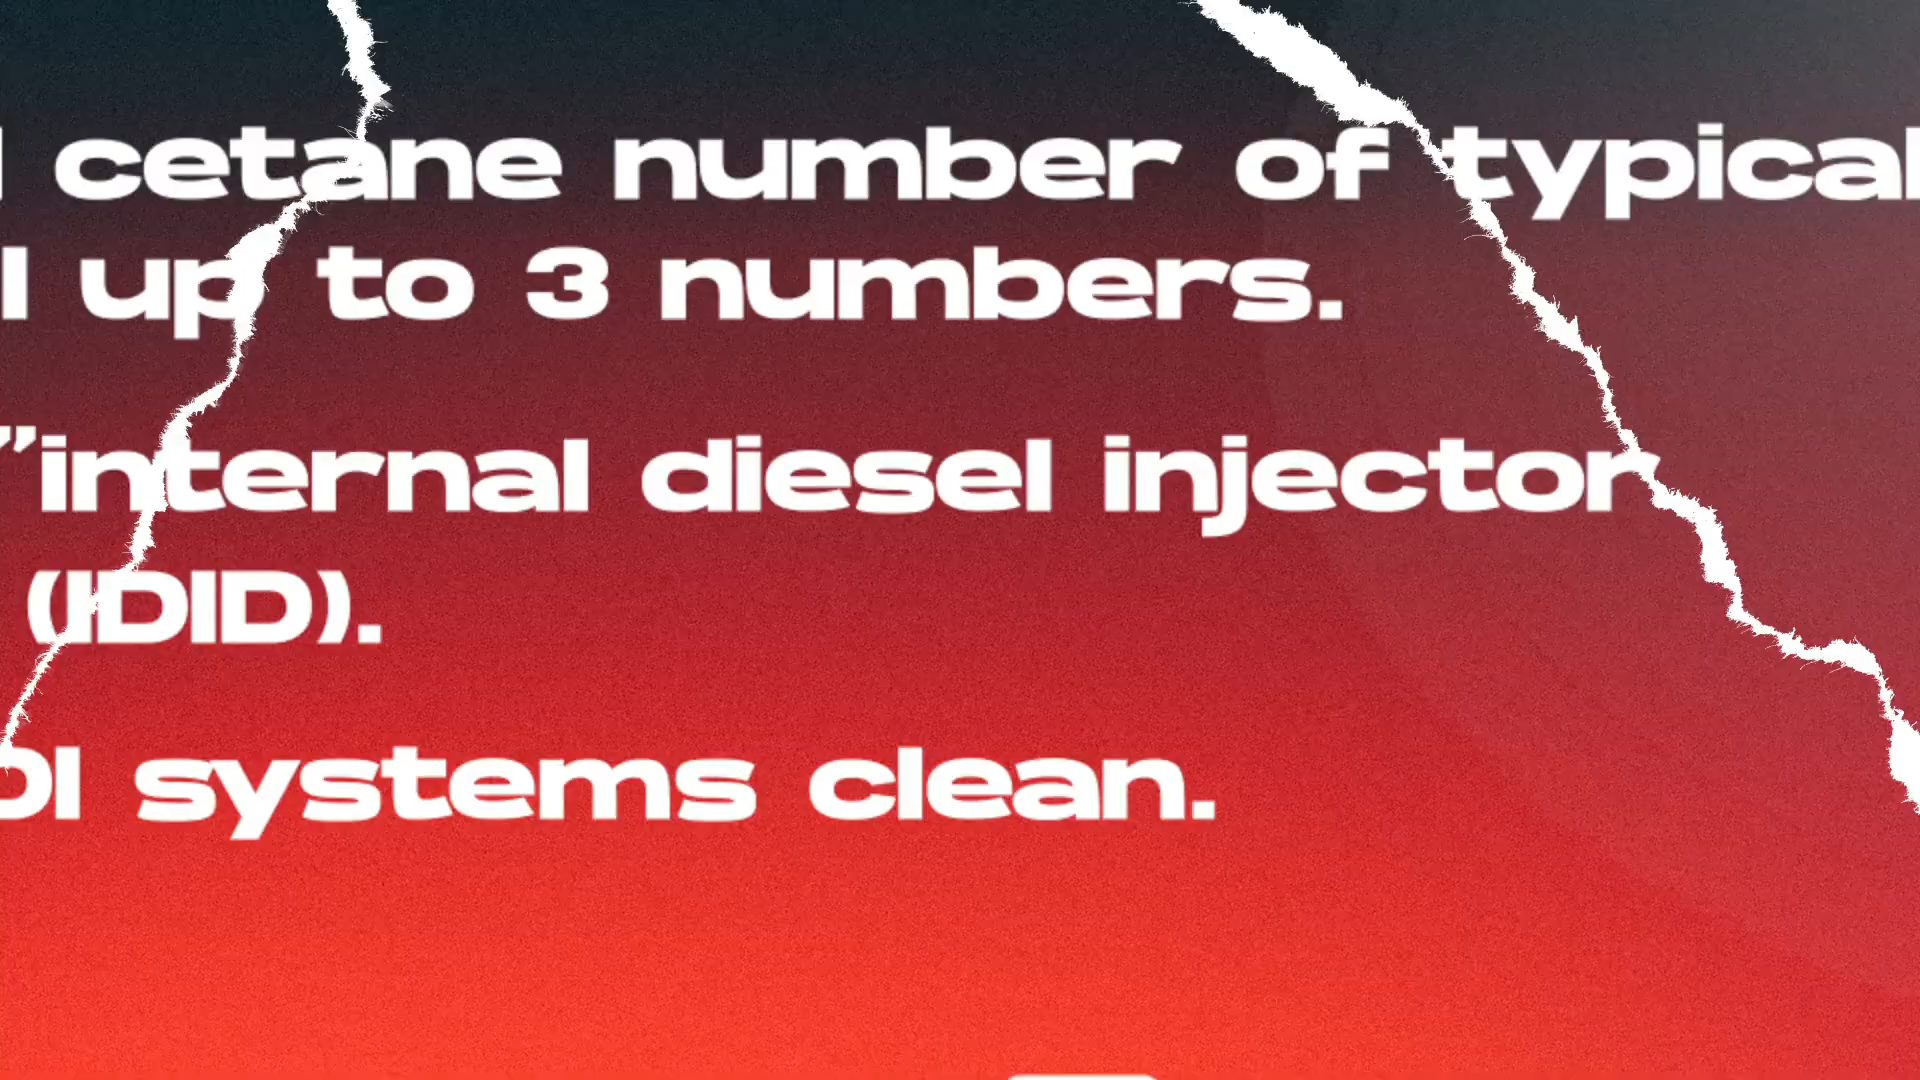 cetane number of typical
up to 3 numbers.
"internal diesel injector
(IDID).
systems clean.